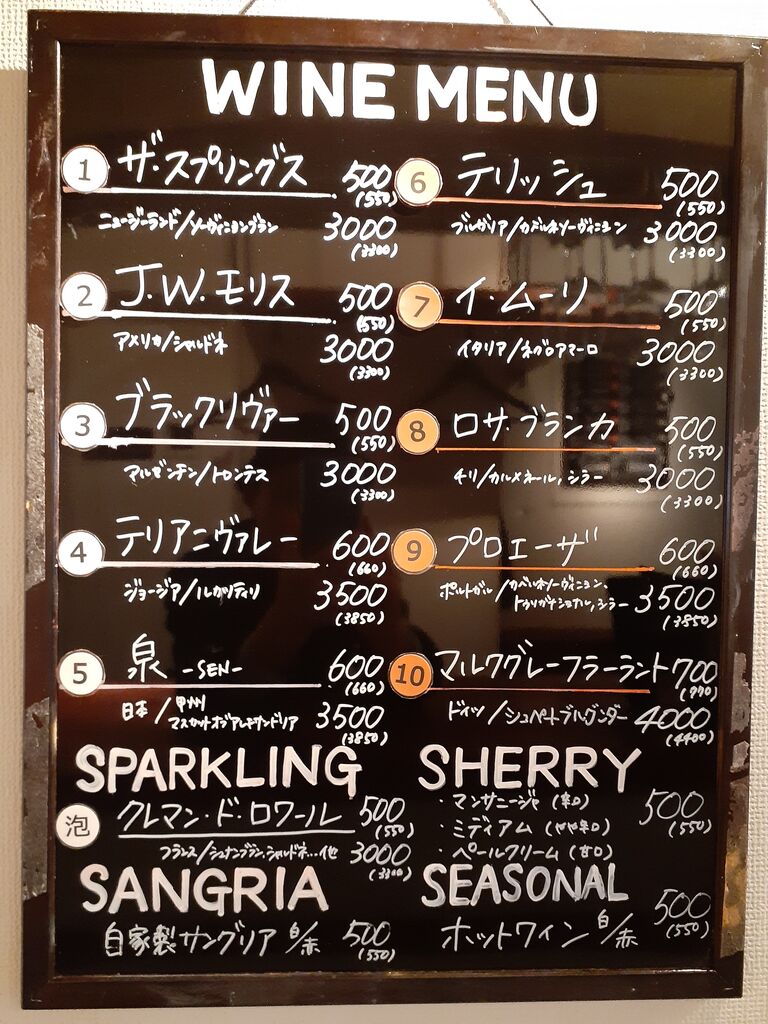 WINE MENU
1 ザ・スプリングス 500 (550)
ニュージーランド/ソーヴィニヨンブラン 3000 (3300)
2 J.W.モリス 500 (550)
アメリカ/シャルドネ 3000 (3300)
3 ブラックリヴァー 500 (550)
アルゼンチン/トロンテス 3000 (3300)
4 テリアニヴァレー 600 (660)
ジョージア/ルカツィテリ 3500 (3850)
5 泉 -SEN- 600 (660)
日本/甲州
マスカットオブアレキサンドリア 3500 (3850)
6 テリッシュ 500 (550)
ブルガリア/カベルネソーヴィニヨン 3000 (3300)
7 イ・ムーリ 500 (550)
イタリア/ネグロアマーロ 3000 (3300)
8 ロサ・ブランカ 500 (550)
チリ/カルメネール,シラー 3000 (3300)
9 プロエーザ 600 (660)
ポルトガル/カベルネソーヴィニヨン、
トゥリガナショナル,シラー 3500 (3850)
10 マルクグレーフラーラント 700 (770)
ドイツ/シュペートブルグンダー 4000 (4400)
SPARKLING
泡 クレマン・ド・ロワール 500 (550)
フランス/シュナンブラン,シャルドネ...他 3000 (3300)
SANGRIA
自家製サングリア 白/赤 500 (550)
SHERRY
・マンサニージャ (辛口)
・ミディアム (やや辛口) 500 (550)
・ペールクリーム (甘口)
SEASONAL
ホットワイン 白/赤 500 (550)